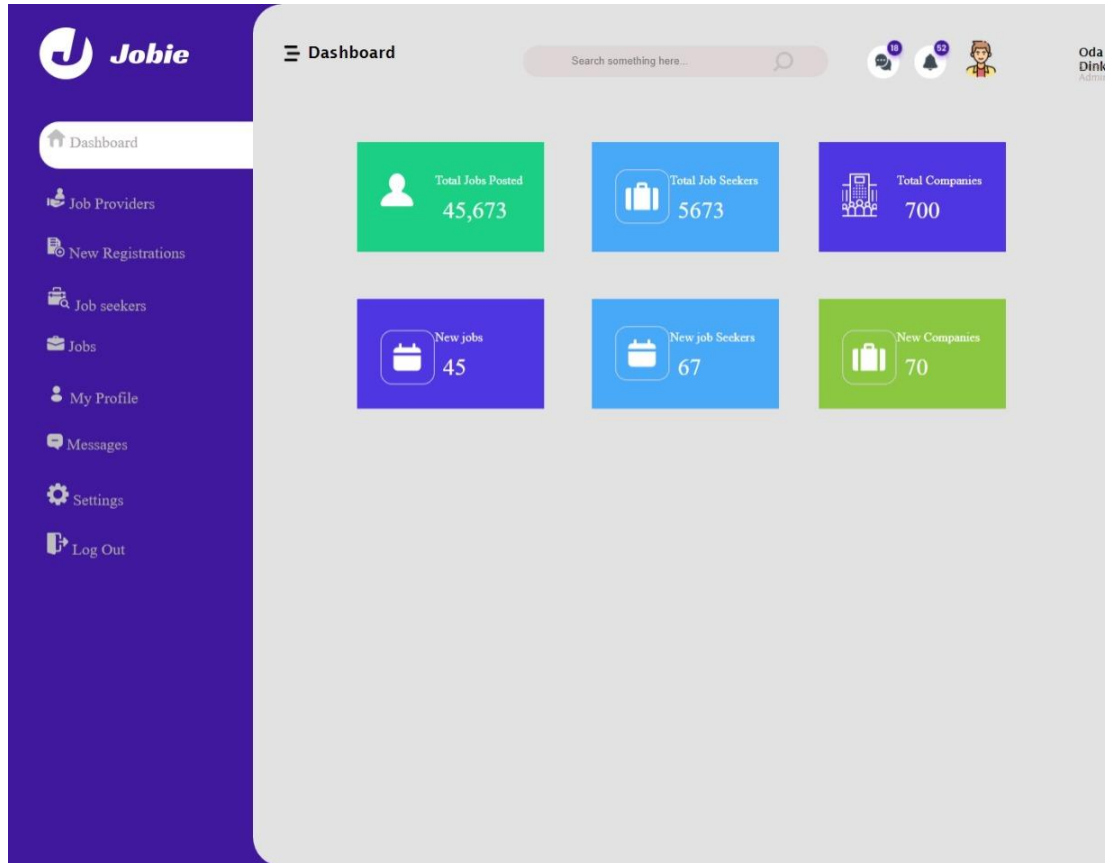 Jobie
Dashboard
Job Providers
New Registrations
Job seekers
Jobs
My Profile
Messages
Settings
Log Out
Dashboard
Search something here...
18
52
Oda
Total Jobs Posted
45,673
Total Job Seekers
5673
Total Companies
700
New jobs
45
New job Seekers
67
New Companies
70